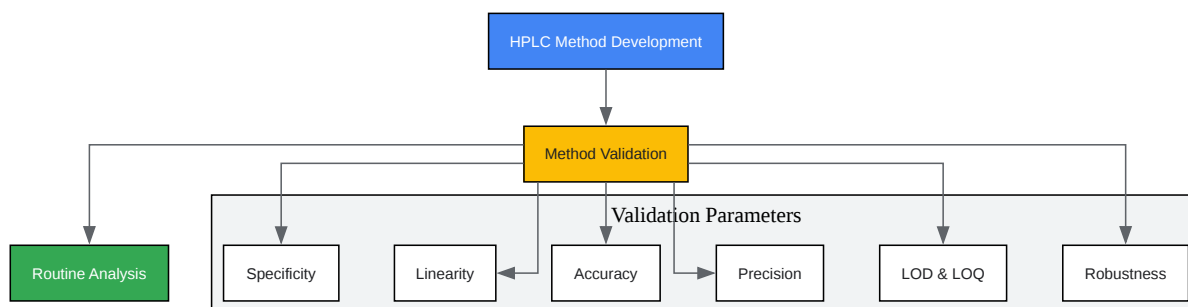 HPLC Method Development
Method Validation
Validation Parameters
Routine Analysis
Specificity
Linearity
Accuracy
Precision
LOD & LOQ
Robustness